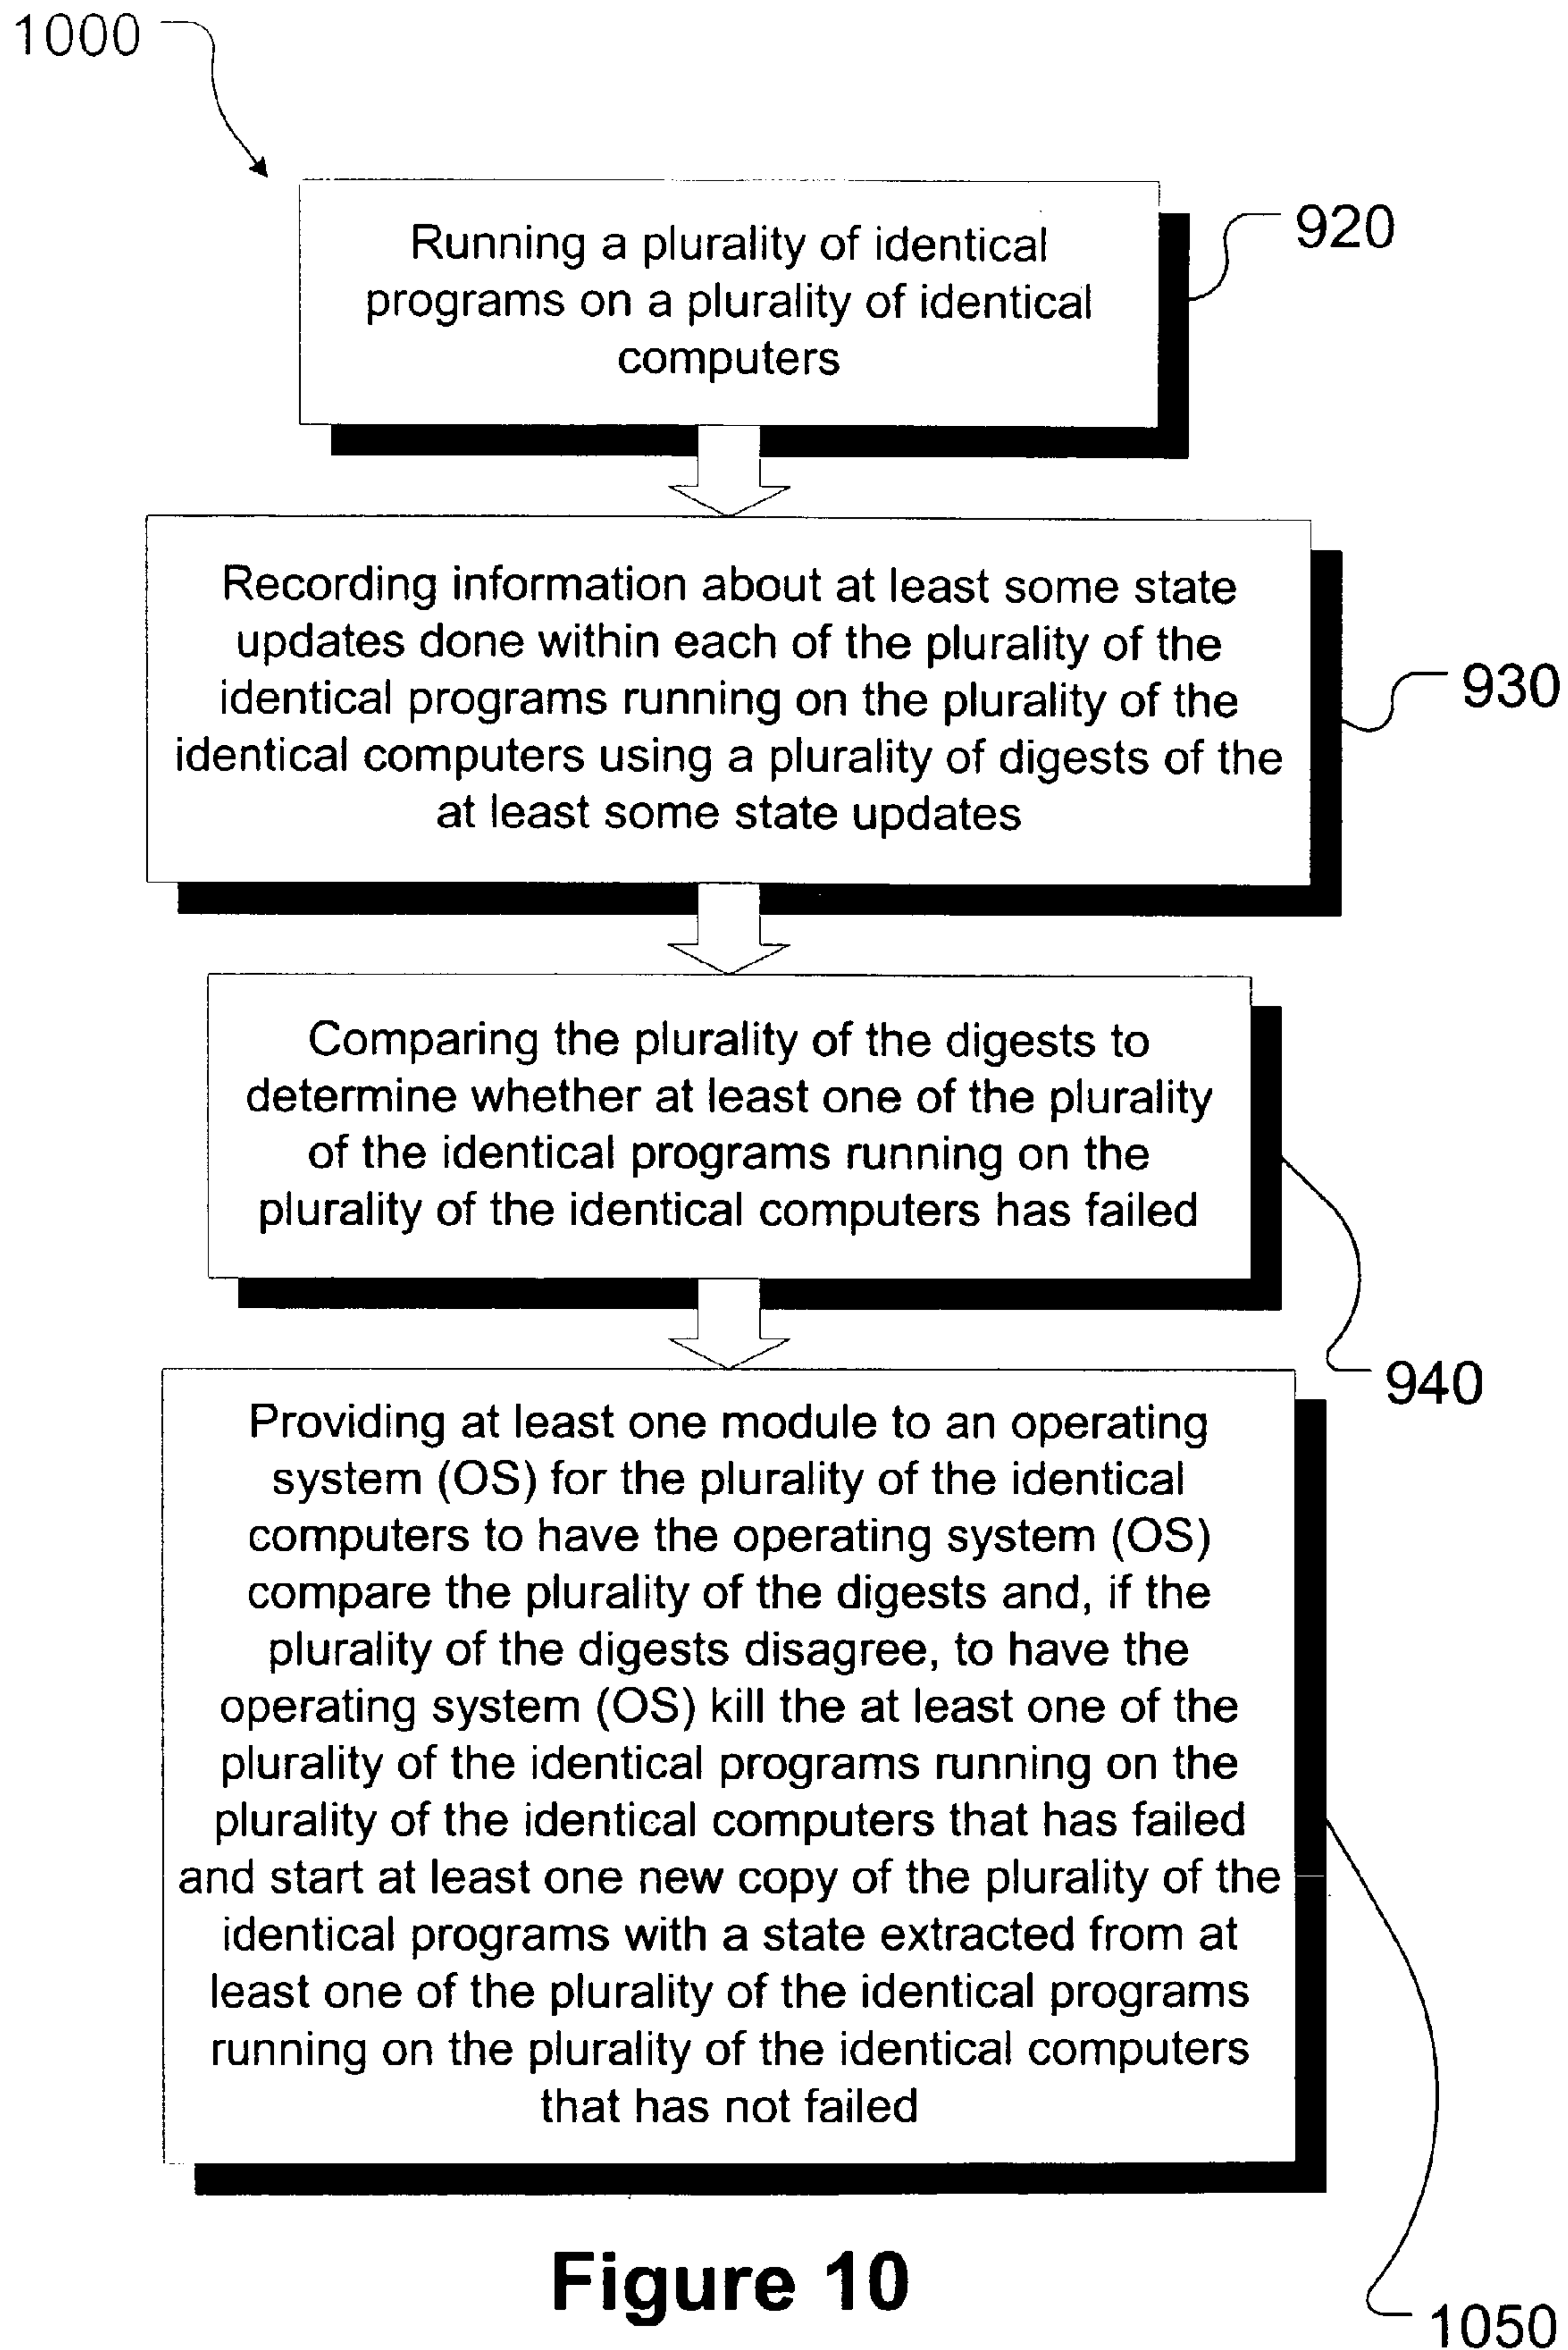 1000
Running a plurality of identical
programs on a plurality of identical
computers
920
Recording information about at least some state
updates done within each of the plurality of the
identical programs running on the plurality of the
identical computers using a plurality of digests of the
at least some state updates
930
Comparing the plurality of the digests to
determine whether at least one of the plurality
of the identical programs running on the
plurality of the identical computers has failed
940
Providing at least one module to an operating
system (OS) for the plurality of the identical
computers to have the operating system (OS)
compare the plurality of the digests and, if the
plurality of the digests disagree, to have the
operating system (OS) kill the at least one of the
plurality of the identical programs running on the
plurality of the identical computers that has failed
and start at least one new copy of the plurality of the
identical programs with a state extracted from at
least one of the plurality of the identical programs
running on the plurality of the identical computers
that has not failed
1050
Figure 10